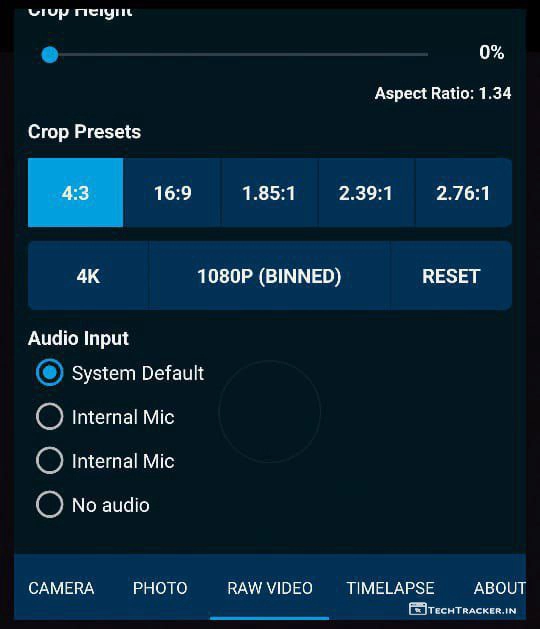 Crop Height
0%
Aspect Ratio: 1.34
Crop Presets
4:3 16:9 1.85:1 2.39:1 2.76:1
4K 1080P (BINNED) RESET
Audio Input
System Default
Internal Mic
Internal Mic
No audio
CAMERA PHOTO RAW VIDEO TIMELAPSE ABOUT
TECHTRACKER.IN